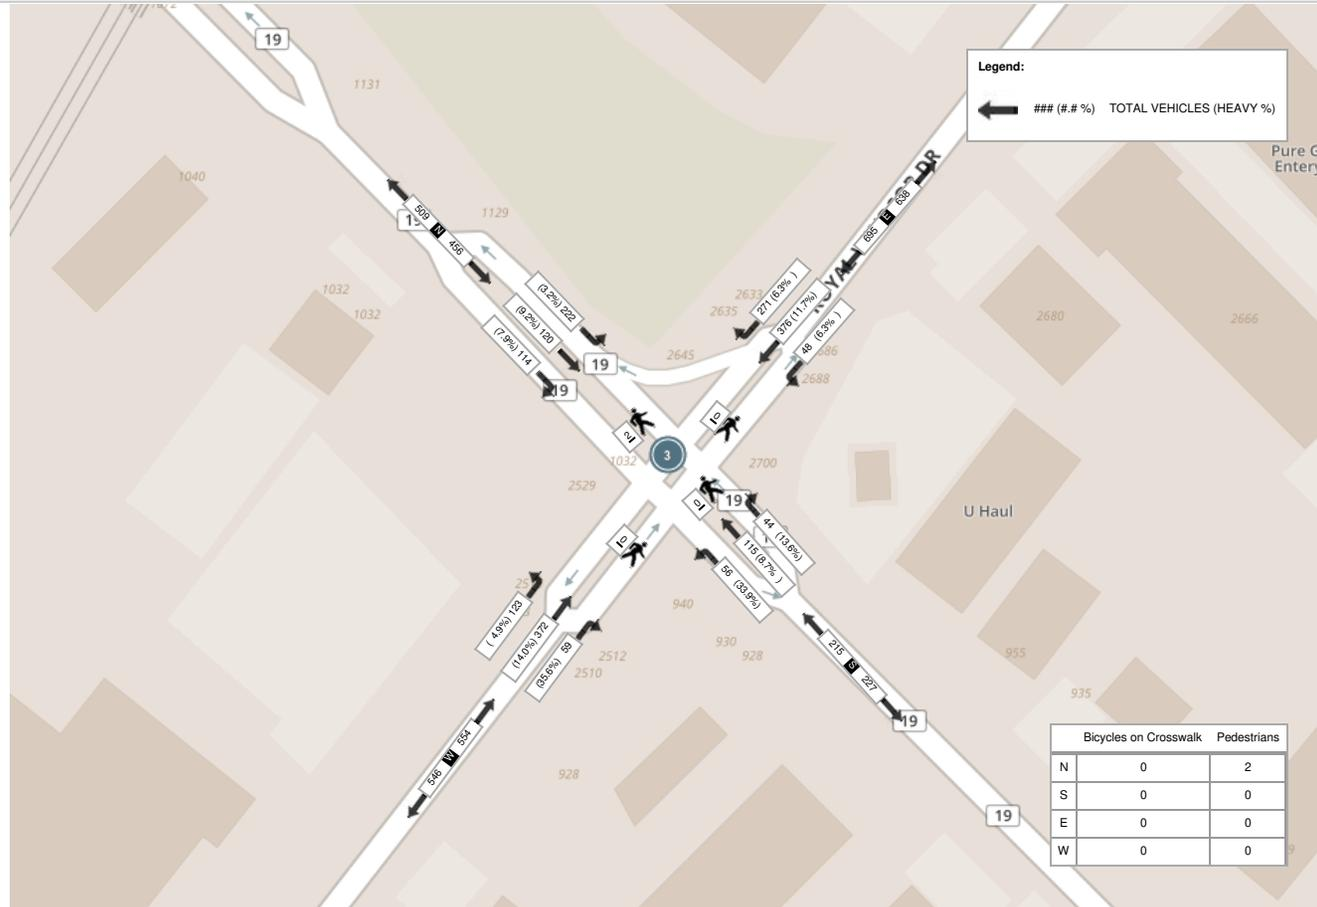 19
1131
1040
1129
509 N 456
(3.2%) 222
(9.2%) 120
(7.9%) 114
1032
1032
Legend:
### (#.# %) TOTAL VEHICLES (HEAVY %)
Pure G
Entery
DR
695 E 638
2633
2635
271 (6.3% )
376 (11.7%)
48 (6.3% )
2645
2688
2680
2666
19
19
2
0
3
1032
2529
2700
19
0
0
44 (13.6%)
115 (8.7% )
56 (33.9%)
U Haul
( 4.9%) 123
(14.0%) 372
(35.6%) 59
940
930
928
2512
2510
215 S 227
955
935
546 W 554
928
19
19
Bicycles on Crosswalk Pedestrians
N 0 2
S 0 0
E 0 0
W 0 0